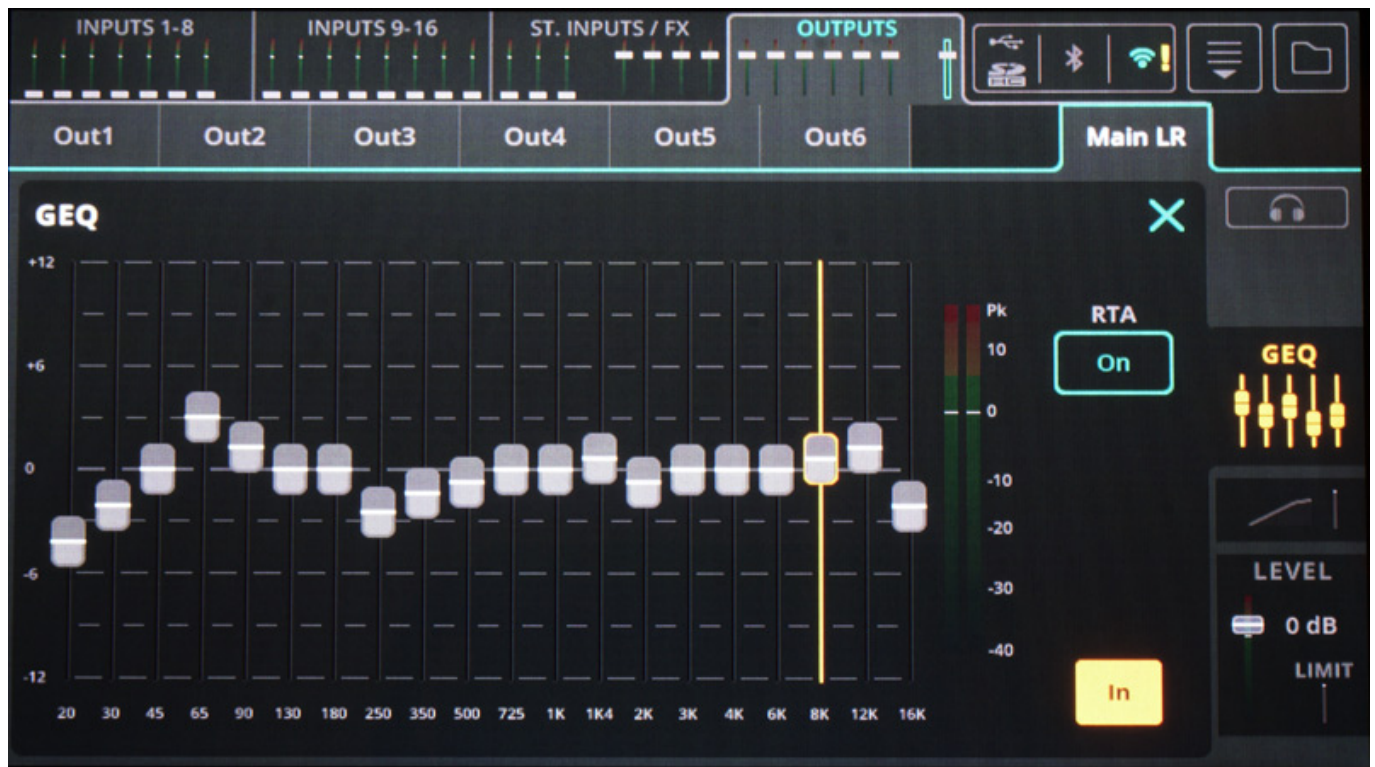 INPUTS 1-8 INPUTS 9-16 ST. INPUTS / FX OUTPUTS
Out1 Out2 Out3 Out4 Out5 Out6 Main LR
GEQ
+12
+6
0
-6
-12
20 30 45 65 90 130 180 250 350 500 725 1K 1K4 2K 3K 4K 6K 8K 12K 16K
Pk
10
0
-10
-20
-30
-40
RTA
On
In
GEQ
LEVEL
0 dB
LIMIT